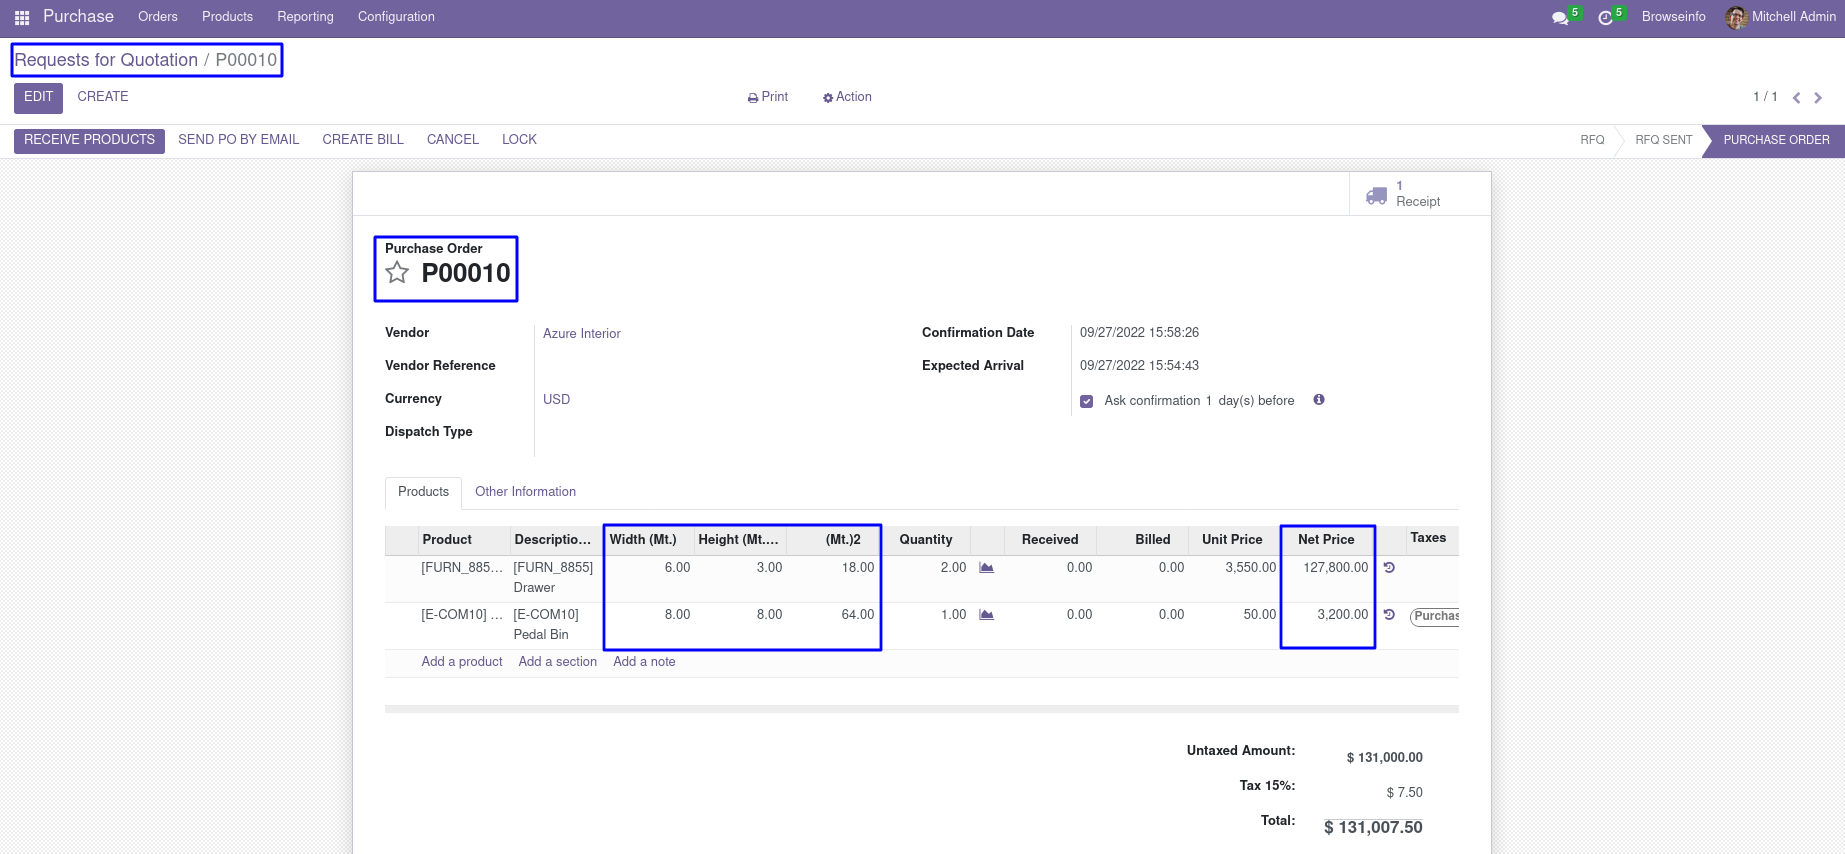 Purchase Orders Products Reporting Configuration 5 5 Browseinfo Mitchell Admin
Requests for Quotation / P00010
EDIT CREATE Print Action 1 / 1
RECEIVE PRODUCTS SEND PO BY EMAIL CREATE BILL CANCEL LOCK RFQ RFQ SENT PURCHASE ORDER
1
Receipt
Purchase Order
P00010
Vendor Azure Interior Confirmation Date 09/27/2022 15:58:26
Vendor Reference Expected Arrival 09/27/2022 15:54:43
Currency USD Ask confirmation 1 day(s) before
Dispatch Type
Products Other Information
Product Descriptio... Width (Mt.) Height (Mt.... (Mt.)2 Quantity Received Billed Unit Price Net Price Taxes
[FURN_885... [FURN_8855] 6.00 3.00 18.00 2.00 0.00 0.00 3,550.00 127,800.00
Drawer
[E-COM10] ... [E-COM10] 8.00 8.00 64.00 1.00 0.00 0.00 50.00 3,200.00 Purchas
Pedal Bin
Add a product Add a section Add a note
Untaxed Amount: $ 131,000.00
Tax 15%: $ 7.50
Total: $ 131,007.50